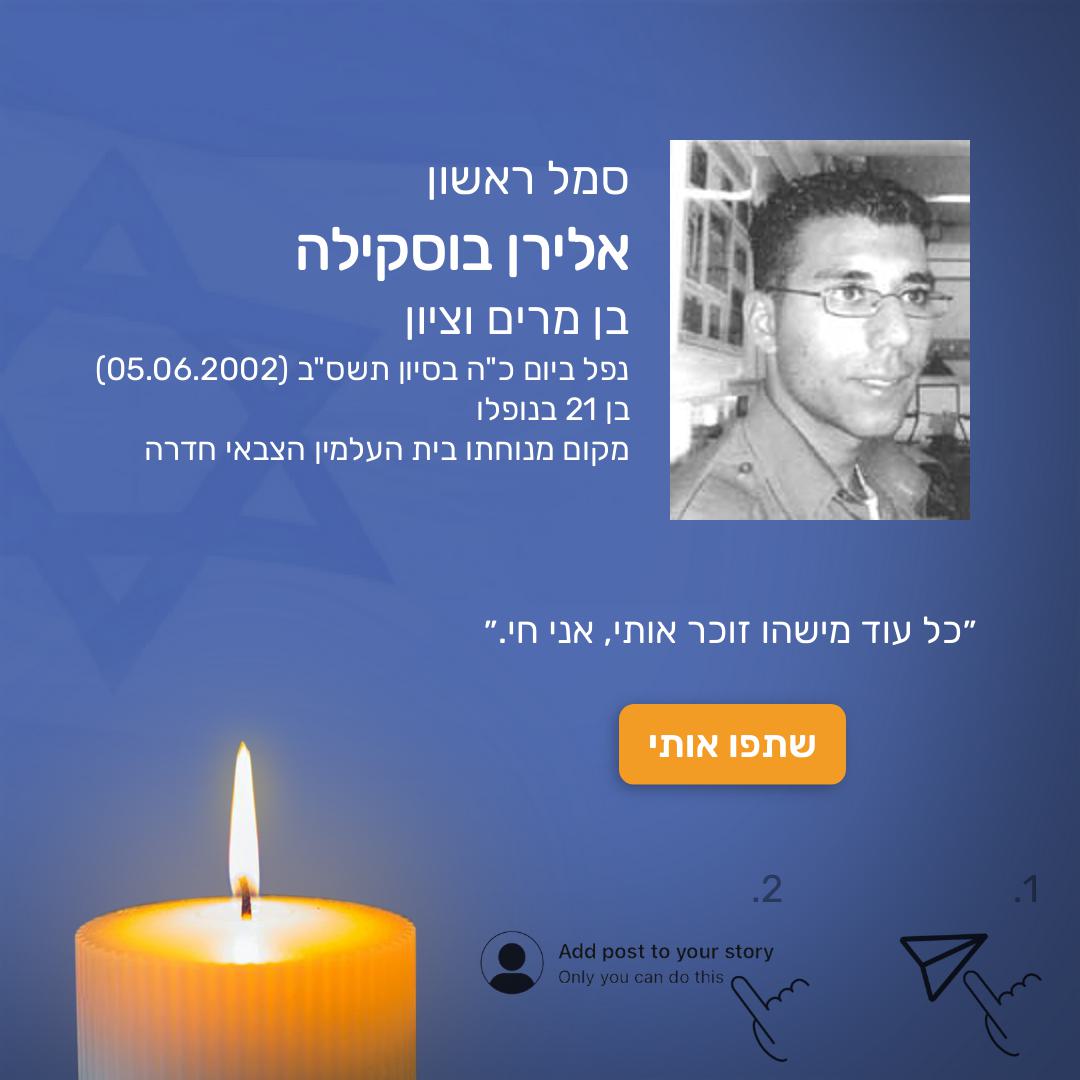 סמל ראשון
אלירן בוסקילה
בן מרים וציון
נפל ביום כ"ה בסיון תשס"ב (05.06.2002)
בן 21 בנופלו
מקום מנוחתו בית העלמין הצבאי חדרה
״כל עוד מישהו זוכר אותי, אני חי.״
שתפו אותי
.1
.2
Add post to your story
Only you can do this